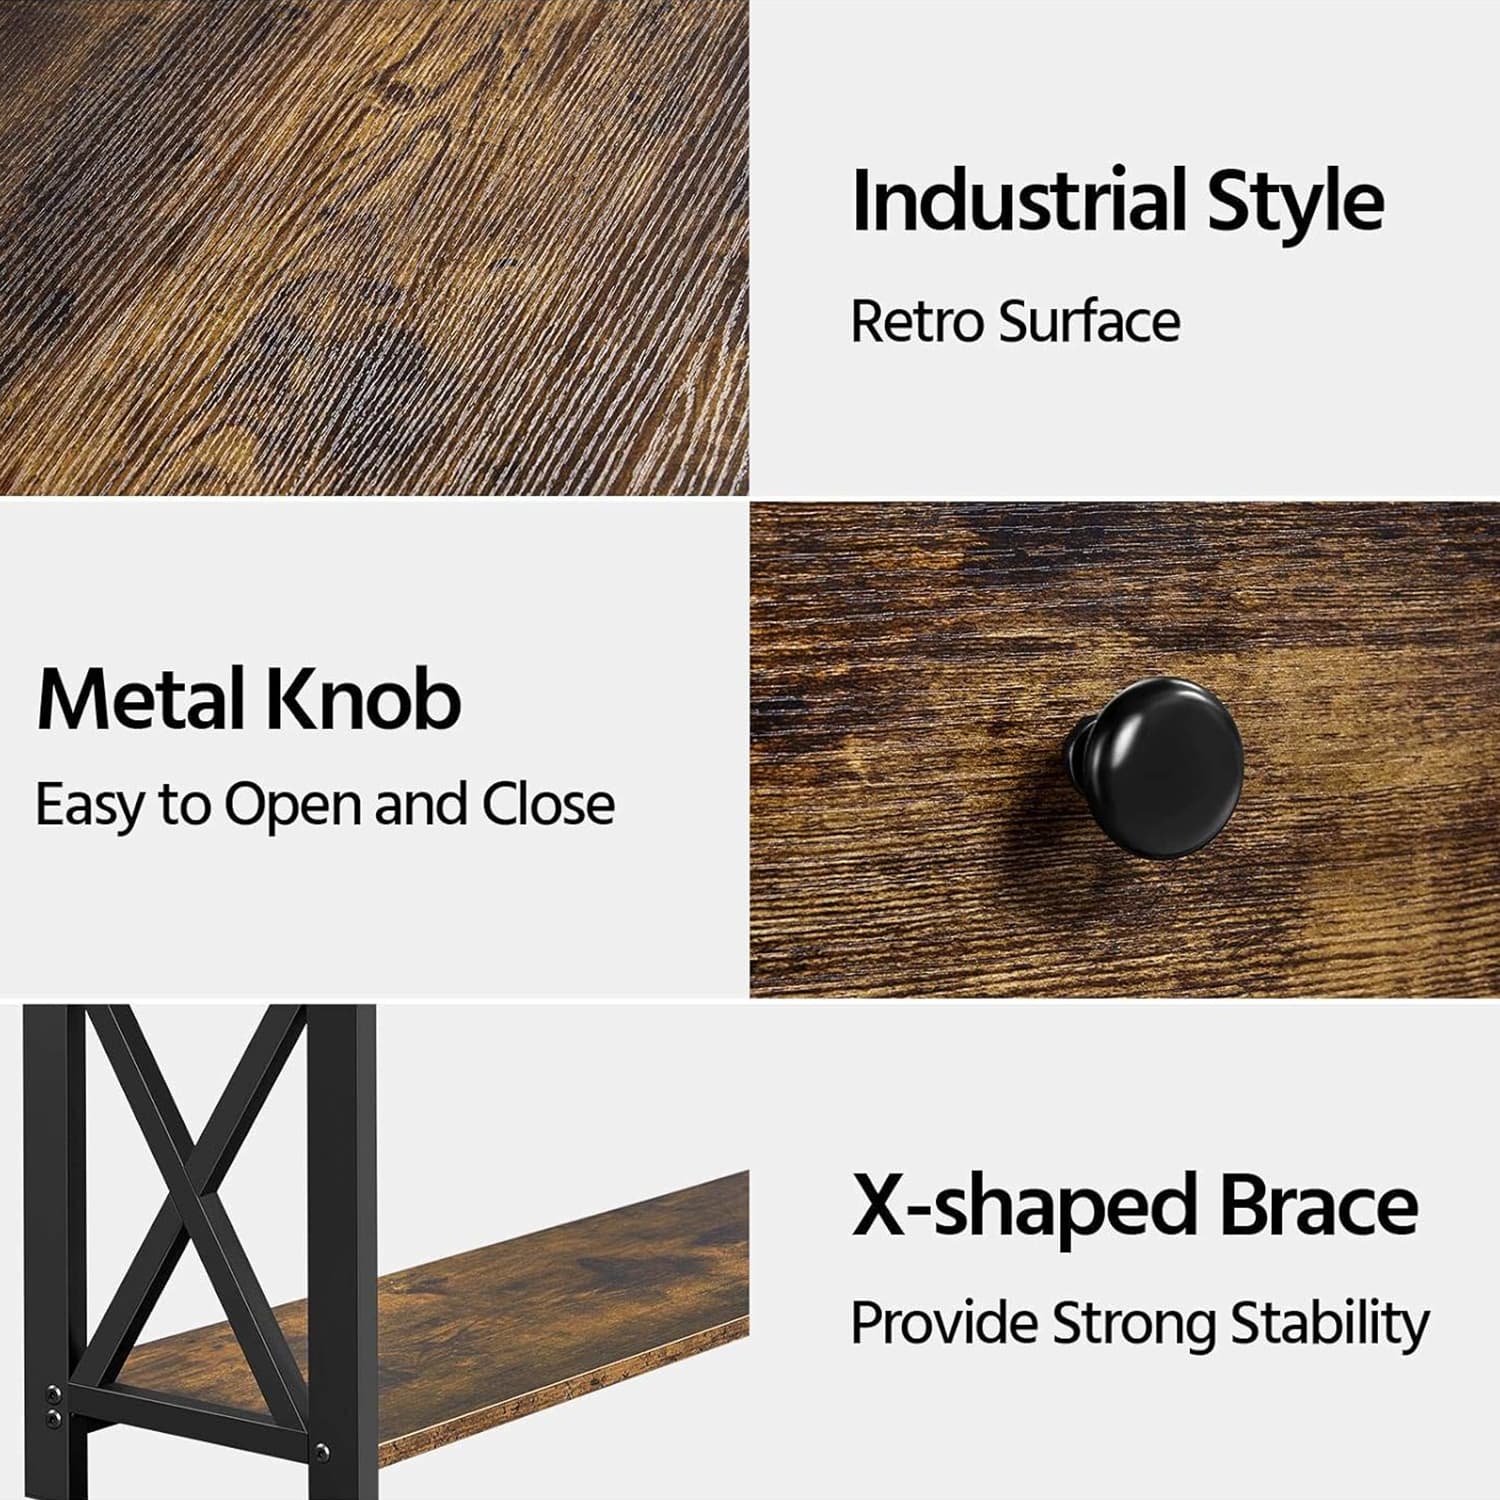 Industrial Style
Retro Surface
Metal Knob
Easy to Open and Close
X-shaped Brace
Provide Strong Stability